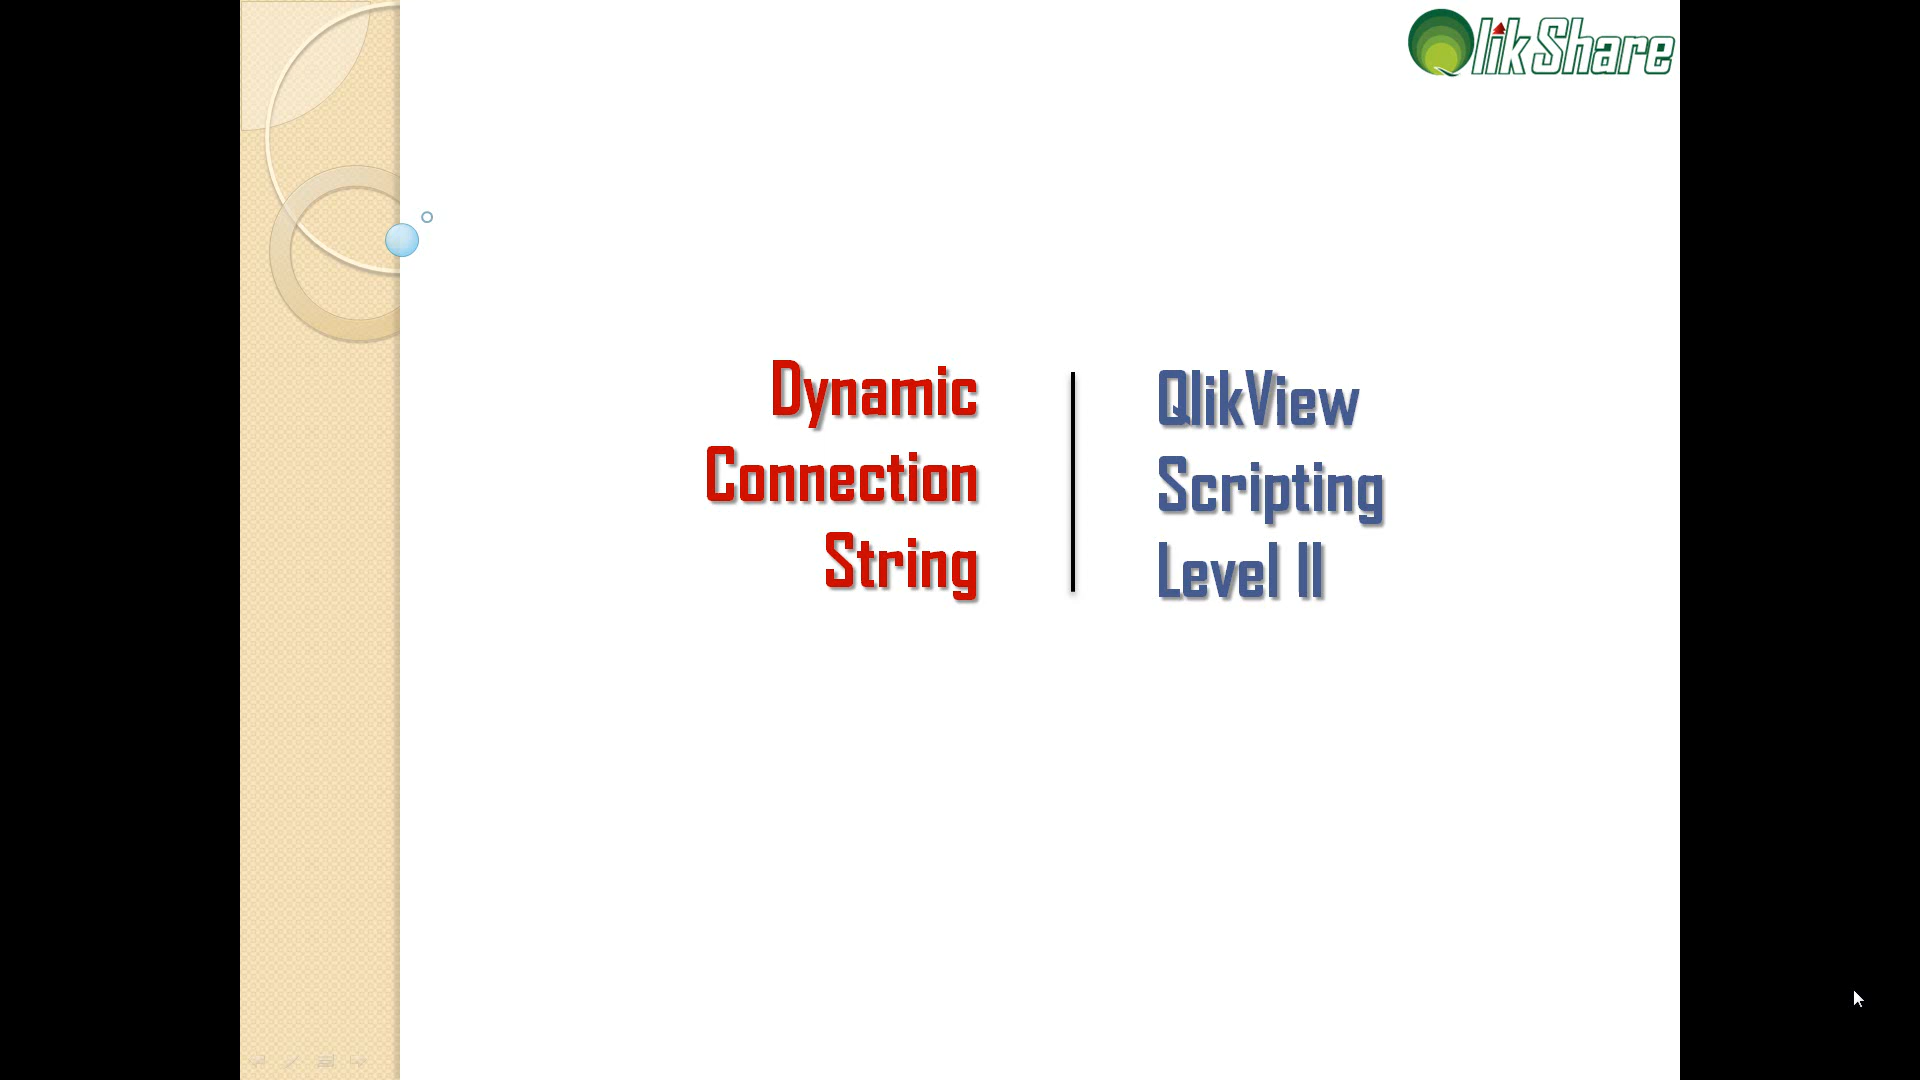 QlikShare
Dynamic
Connection
String
QlikView
Scripting
Level II